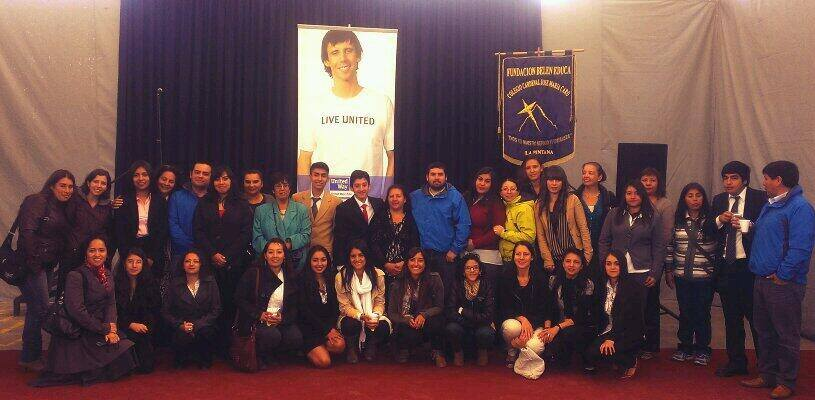 LIVE UNITED
United
Way
FUNDACION BELEN EDUCA
COLEGIO CARDENAL JOSE MARIA CARO
LA PINTANA